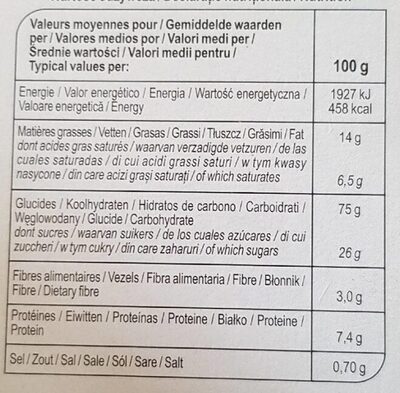 Valeurs moyennes pour / Gemiddelde waarden
per / Valores medios por / Valori medi per /
Średnie wartości / Valori medii pentru /
Typical values per:
100 g
Energie / Valor energético / Energia / Wartość energetyczna /
Valoare energetică / Energy
1927 kJ
458 kcal
Matières grasses / Vetten / Grasas / Grassi / Tłuszcz / Grăsimi / Fat
14 g
dont acides gras saturés / waarvan verzadigde vetzuren / de las
cuales saturadas / di cui acidi grassi saturi / w tym kwasy
nasycone / din care acizi grași saturați / of which saturates
6,5 g
Glucides / Koolhydraten / Hidratos de carbono / Carboidrati /
Węglowodany / Glucide / Carbohydrate
75 g
dont sucres / waarvan suikers / de los cuales azúcares / di cui
zuccheri / w tym cukry / din care zaharuri / of which sugars
26 g
Fibres alimentaires / Vezels / Fibra alimentaria / Fibre / Błonnik /
Fibre / Dietary fibre
3,0 g
Protéines / Eiwitten / Proteínas / Proteine / Białko / Proteine /
Protein
7,4 g
Sel / Zout / Sal / Sale / Sól / Sare / Salt
0,70 g